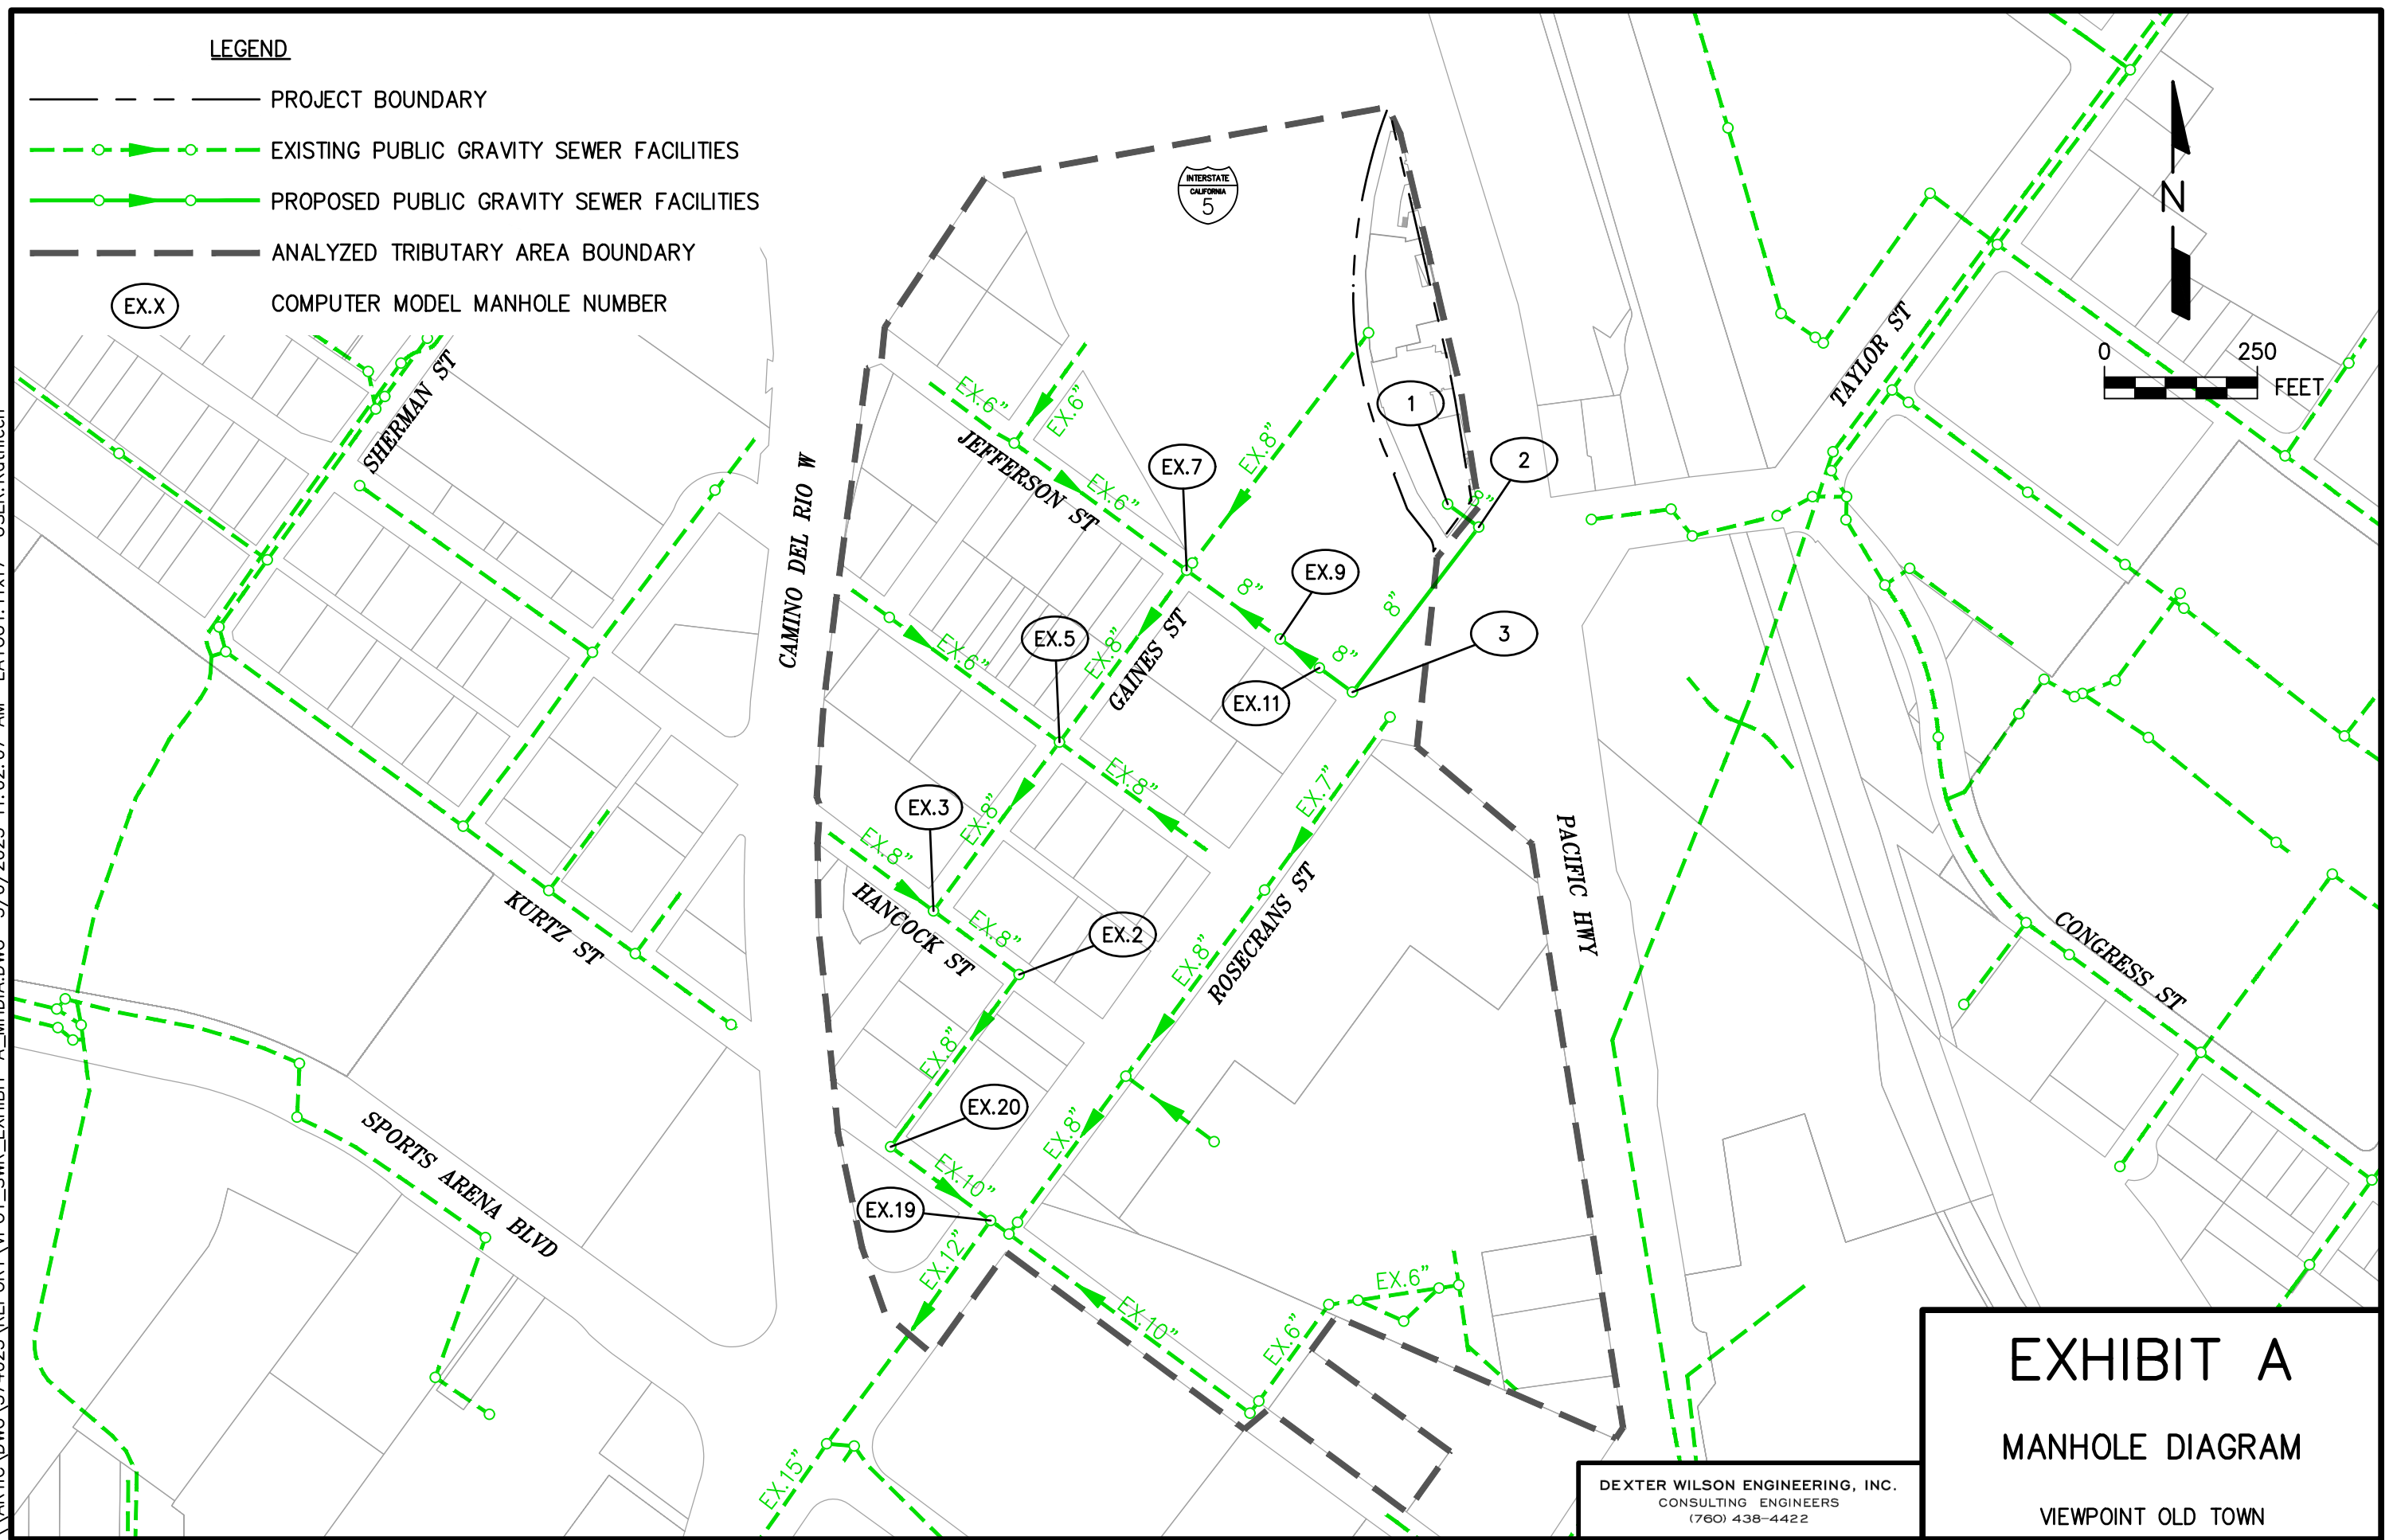 LEGEND
PROJECT BOUNDARY
EXISTING PUBLIC GRAVITY SEWER FACILITIES
PROPOSED PUBLIC GRAVITY SEWER FACILITIES
ANALYZED TRIBUTARY AREA BOUNDARY
EX.X
COMPUTER MODEL MANHOLE NUMBER
INTERSTATE
CALIFORNIA
5
N
0
250
FEET
TAYLOR ST
SHERMAN ST
CAMINO DEL RIO W
JEFFERSON ST
GAINES ST
HANCOCK ST
KURTZ ST
ROSECRANS ST
PACIFIC HWY
CONGRESS ST
SPORTS ARENA BLVD
1
2
3
EX.7
EX.9
EX.11
EX.5
EX.3
EX.2
EX.20
EX.19
EX.6"
EX.6"
EX.6"
EX.8"
8"
8"
8"
8"
EX.8"
EX.6"
EX.8"
EX.8"
EX.7"
EX.8"
EX.8"
EX.8"
EX.8"
EX.8"
EX.10"
EX.12"
EX.10"
EX.6"
EX.6"
EX.15"
EXHIBIT A
MANHOLE DIAGRAM
VIEWPOINT OLD TOWN
DEXTER WILSON ENGINEERING, INC.
CONSULTING ENGINEERS
(760) 438-4422